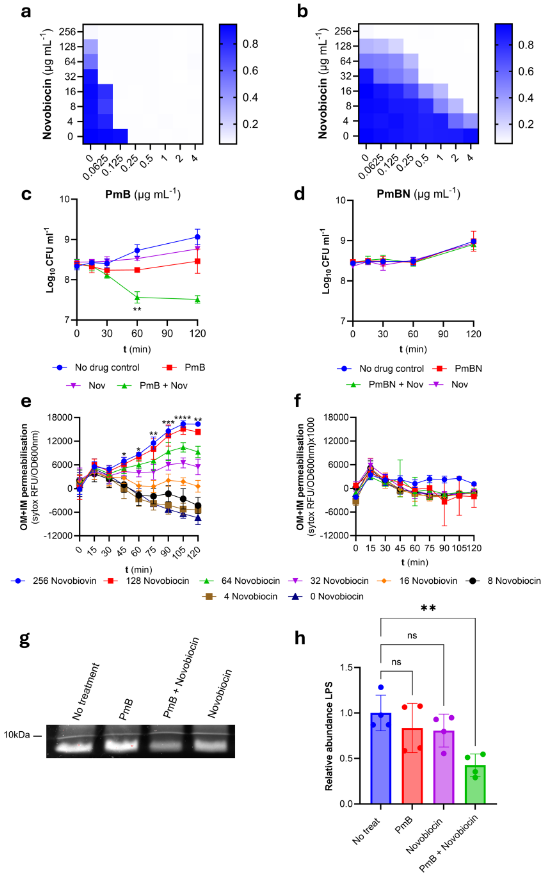 a
b
Novobiocin (µg mL⁻¹)
256
128
64
32
16
8
4
0
0
0.0625
0.125
0.25
0.5
1
2
4
0.8
0.6
0.4
0.2
Novobiocin (µg mL⁻¹)
256
128
64
32
16
8
4
0
0
0.0625
0.125
0.25
0.5
1
2
4
0.8
0.6
0.4
0.2
PmB (µg mL⁻¹)
PmBN (µg mL⁻¹)
c
d
Log₁₀ CFU ml⁻¹
10
9
8
7
0
30
60
90
120
**
t (min)
No drug control
PmB
Nov
PmB + Nov
Log₁₀ CFU ml⁻¹
10
9
8
7
0
30
60
90
120
t (min)
No drug control
PmBN
PmBN + Nov
Nov
e
f
OM+IM permeabilisation
(sytox RFU/OD600nm)
18000
12000
6000
0
-6000
-12000
0
15
30
45
60
75
90
105
120
*
*
**
***
****
**
t (min)
OM+IM permeabilisation
(sytox RFU/OD600nm)x1000
18000
12000
6000
0
-6000
-12000
0
15
30
45
60
75
90
105
120
t (min)
256 Novobiovin
128 Novobiocin
64 Novobiocin
32 Novobiocin
16 Novobiocin
8 Novobiocin
4 Novobiocin
0 Novobiocin
g
h
No treatment
PmB
PmB + Novobiocin
Novobiocin
10kDa
Relative abundance LPS
1.5
1.0
0.5
0.0
**
ns
ns
No treat
PmB
Novobiocin
PmB + Novobiocin